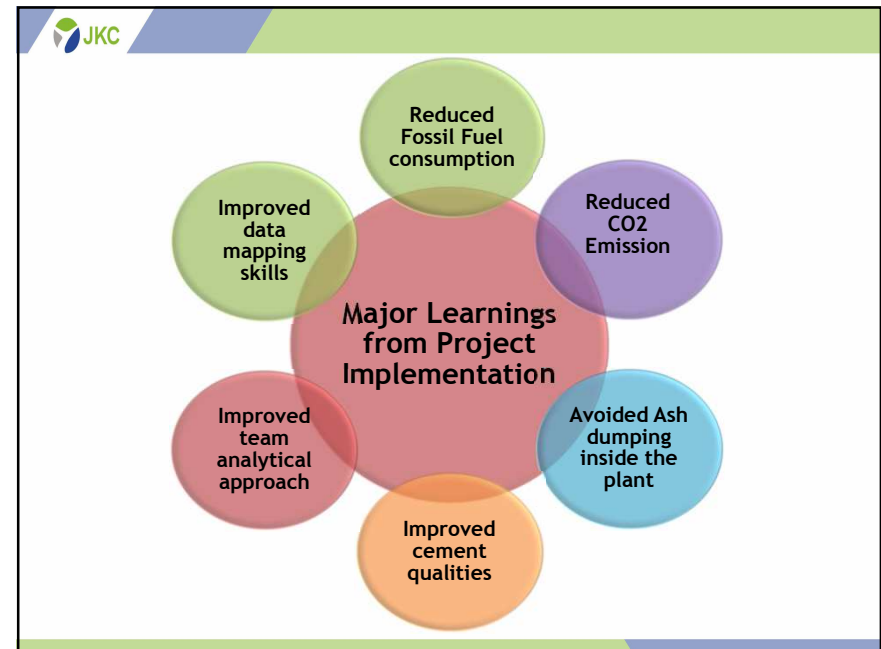 JKC
Reduced
Fossil Fuel
consumption
Reduced
CO2
Emission
Avoided Ash
dumping
inside the
plant
Improved
cement
qualities
Improved
team
analytical
approach
Improved
data
mapping
skills
Major Learnings
from Project
Implementation